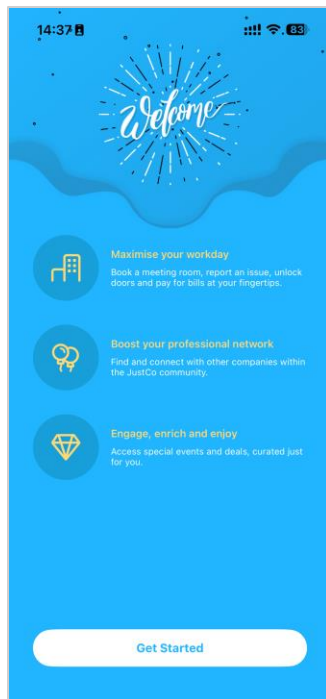 14:37
83
Welcome
Maximise your workday
Book a meeting room, report an issue, unlock
doors and pay for bills at your fingertips.
Boost your professional network
Find and connect with other companies within
the JustCo community.
Engage, enrich and enjoy
Access special events and deals, curated just
for you.
Get Started